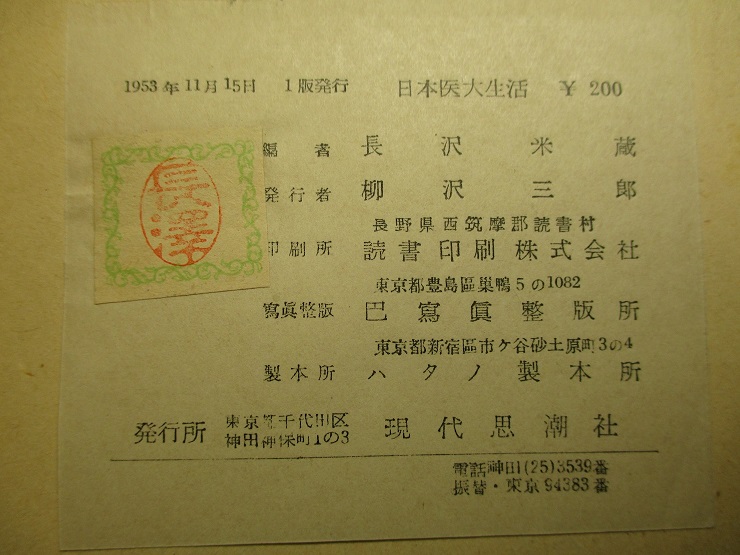 1953年11月15日 1版発行 日本医大生活 ¥ 200
編者 長沢米蔵
発行者 柳沢三郎
長野県西筑摩郡読書村
印刷所 読書印刷株式会社
東京都豊島區巣鴨5の1082
寫眞整版 巴寫眞整版所
東京都新宿區市ケ谷砂土原町3の4
製本所 ハタノ製本所
発行所 東京都千代田区
神田神保町1の3 現代思潮社
電話神田(25)3539番
振替・東京94383番
長澤